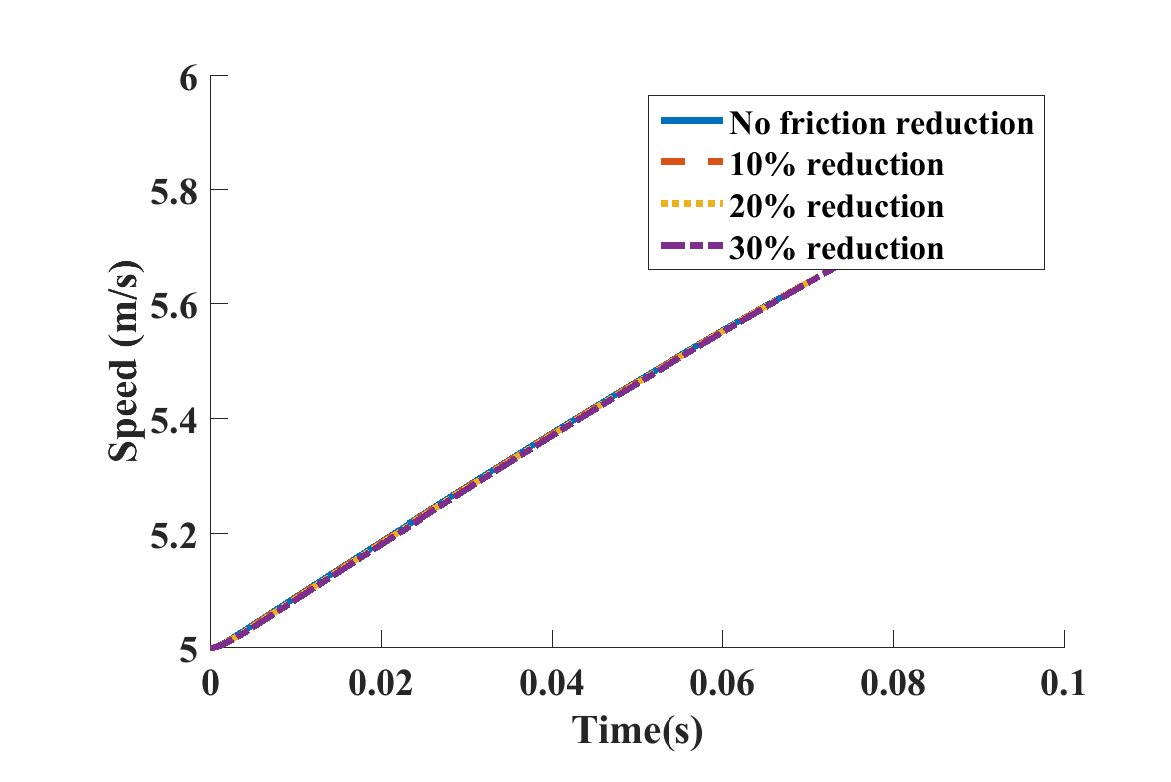 6
5.8
5.6
5.4
5.2
5
Speed (m/s)
No friction reduction
10% reduction
20% reduction
30% reduction
0 0.02 0.04 0.06 0.08 0.1
Time(s)